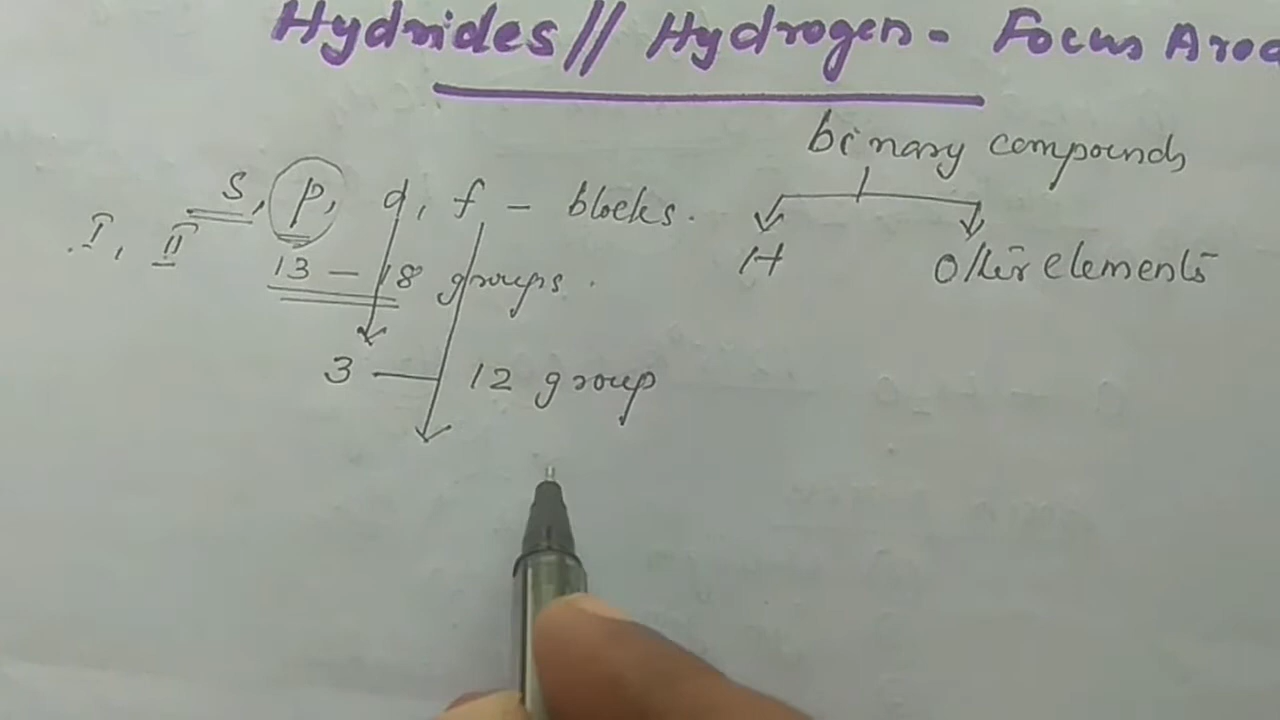 Hydrides // Hydrogen - Focus Area
binary compounds
s, p, d, f - blocks.
I, II
H
Other elements
13 - 18 groups.
3 — 12 group